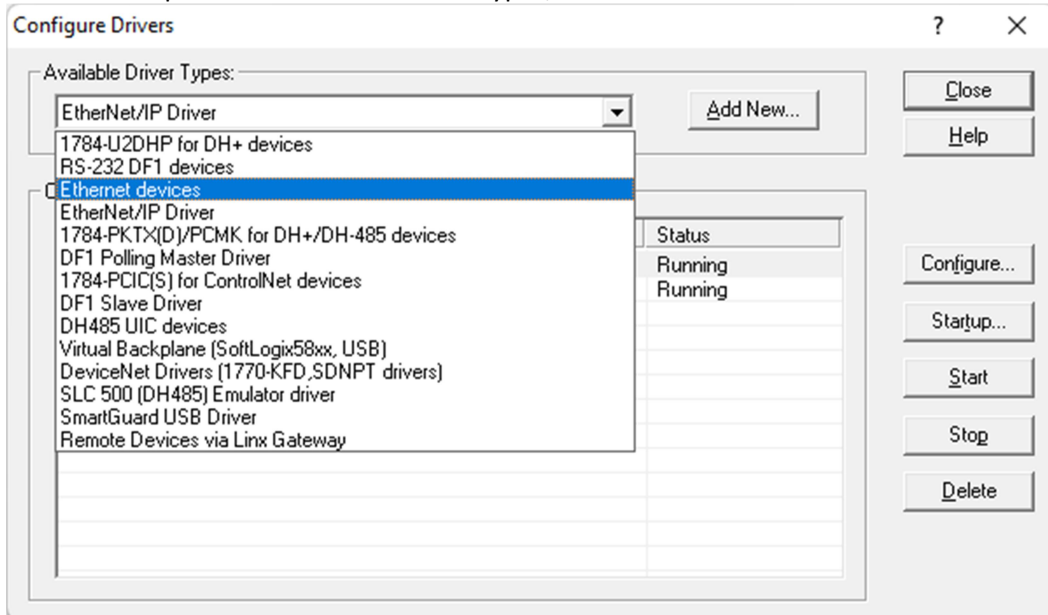 Configure Drivers ? X
Available Driver Types:
EtherNet/IP Driver
Add New...
Close
Help
1784-U2DHP for DH+ devices
RS-232 DF1 devices
Ethernet devices
EtherNet/IP Driver
1784-PKTX(D)/PCMK for DH+/DH-485 devices
DF1 Polling Master Driver
1784-PCIC(S) for ControlNet devices
DF1 Slave Driver
DH485 UIC devices
Virtual Backplane (SoftLogix58xx, USB)
DeviceNet Drivers (1770-KFD,SDNPT drivers)
SLC 500 (DH485) Emulator driver
SmartGuard USB Driver
Remote Devices via Linx Gateway
Status
Running
Running
Configure...
Startup...
Start
Stop
Delete